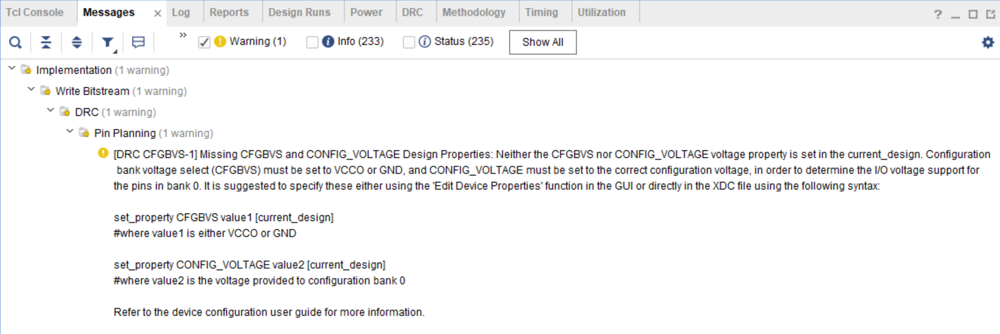 Tcl Console Messages × Log Reports Design Runs Power DRC Methodology Timing Utilization ?
» Warning (1) Info (233) Status (235) Show All
Implementation (1 warning)
Write Bitstream (1 warning)
DRC (1 warning)
Pin Planning (1 warning)
[DRC CFGBVS-1] Missing CFGBVS and CONFIG_VOLTAGE Design Properties: Neither the CFGBVS nor CONFIG_VOLTAGE voltage property is set in the current_design. Configuration
bank voltage select (CFGBVS) must be set to VCCO or GND, and CONFIG_VOLTAGE must be set to the correct configuration voltage, in order to determine the I/O voltage support for
the pins in bank 0. It is suggested to specify these either using the 'Edit Device Properties' function in the GUI or directly in the XDC file using the following syntax:
set_property CFGBVS value1 [current_design]
#where value1 is either VCCO or GND
set_property CONFIG_VOLTAGE value2 [current_design]
#where value2 is the voltage provided to configuration bank 0
Refer to the device configuration user guide for more information.